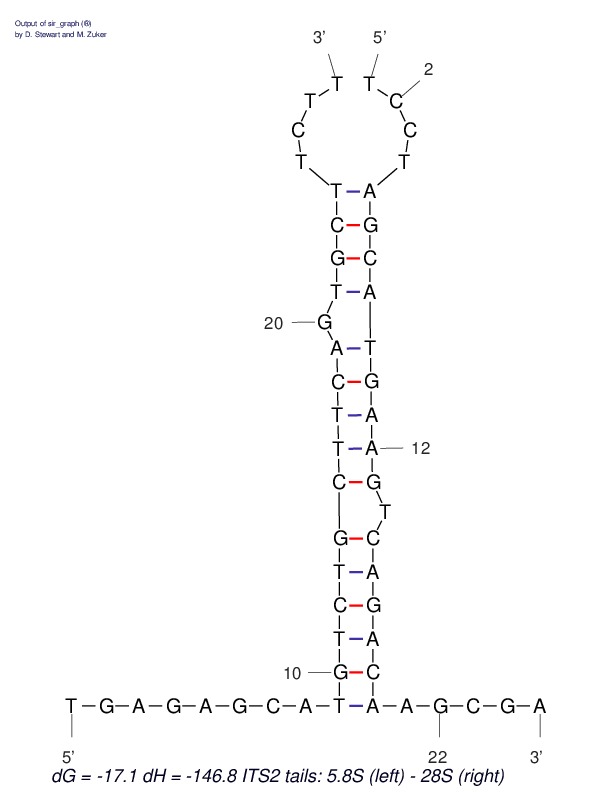 Output of sir_graph (®)
by D. Stewart and M. Zuker
3' 5'
T T 2
T C
C C
T T
T A
C G
G C
T A
20 G
A T
C G
T A
T A 12
C G
T
G C
T A
C G
T A
10 G C
T G A G A G C A T A A G C G A
5' 22 3'
dG = -17.1 dH = -146.8 ITS2 tails: 5.8S (left) - 28S (right)